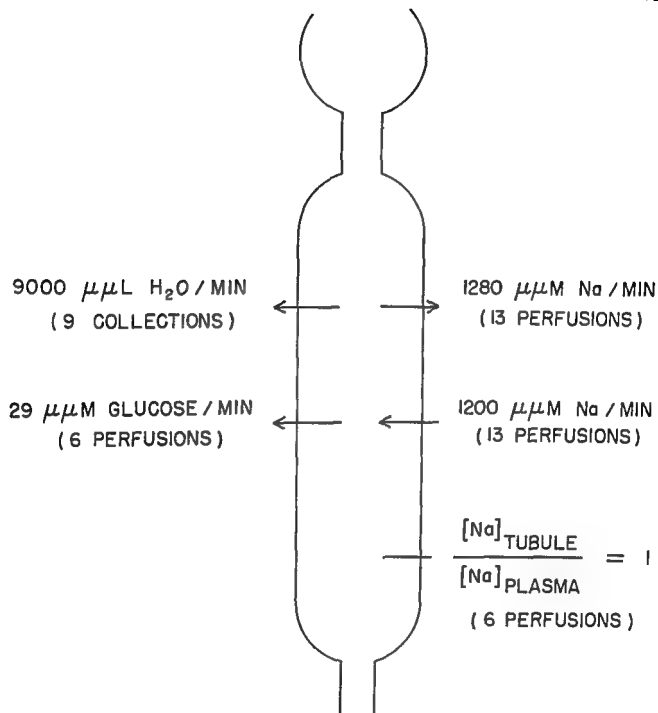 9000 μμL H₂O / MIN
( 9 COLLECTIONS )
1280 μμM Na / MIN
(13 PERFUSIONS)
29 μμM GLUCOSE / MIN
( 6 PERFUSIONS)
1200 μμM Na / MIN
(13 PERFUSIONS)
[Na]TUBULE
[Na]PLASMA
= 1
( 6 PERFUSIONS )